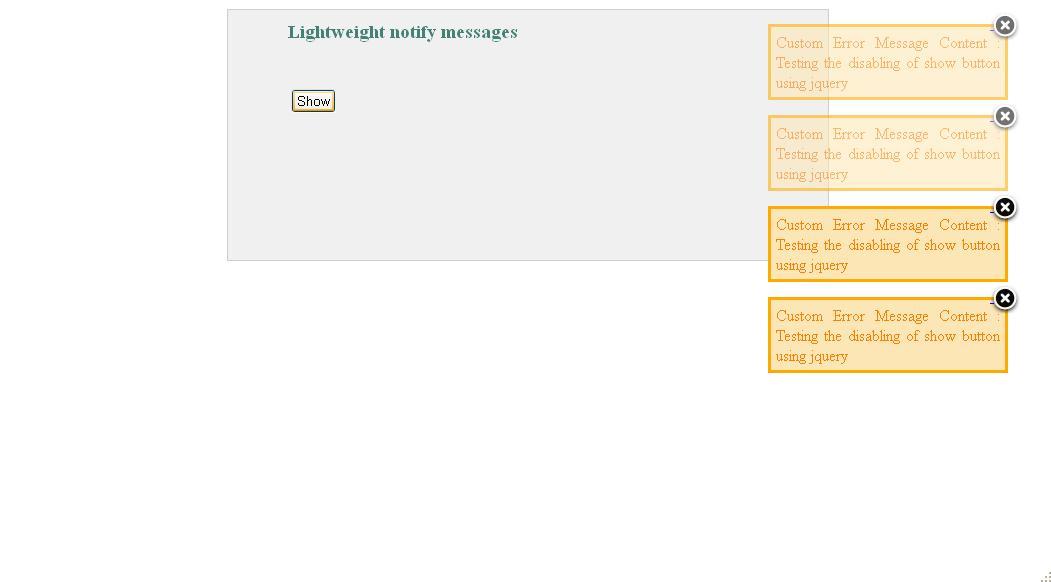 Lightweight notify messages
Show
Custom Error Message Content :
Testing the disabling of show button
using jquery
Custom Error Message Content :
Testing the disabling of show button
using jquery
Custom Error Message Content :
Testing the disabling of show button
using jquery
Custom Error Message Content :
Testing the disabling of show button
using jquery